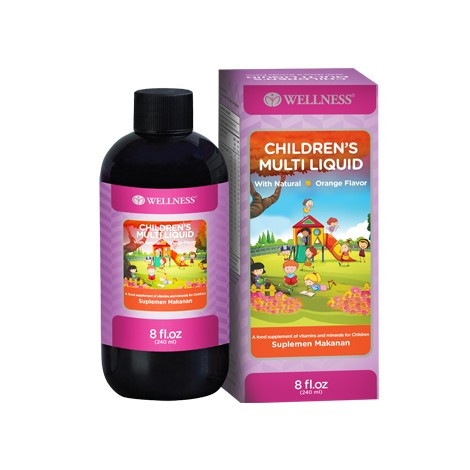 WELLNESS®
CHILDREN'S
MULTI LIQUID
With Natural Orange Flavor
A food supplement of vitamins and minerals for Children
Suplemen Makanan
8 fl.oz
(240 ml)
WELLNESS®
CHILDREN'S
MULTI LIQUID
A food supplement of vitamins and minerals for Children
Suplemen Makanan
8 fl.oz
(240 ml)